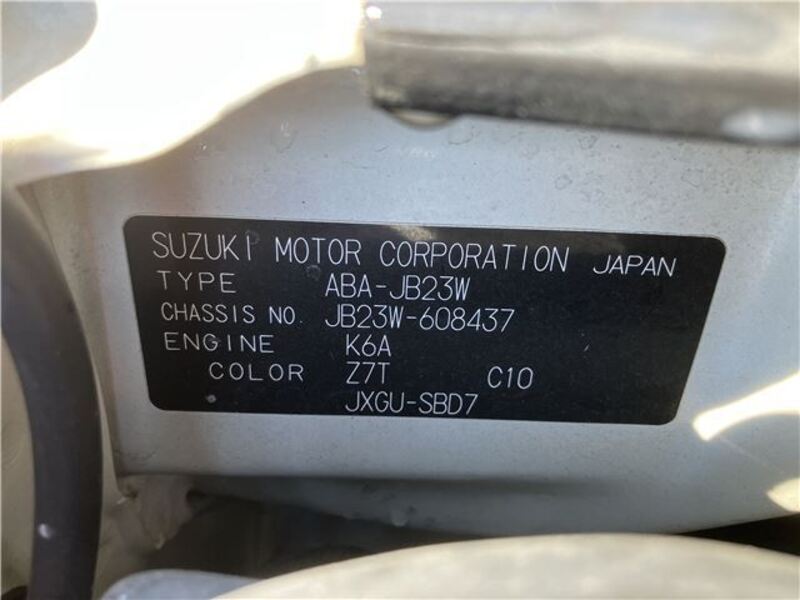 SUZUKI MOTOR CORPORATION JAPAN
TYPE ABA-JB23W
CHASSIS NO. JB23W-608437
ENGINE K6A
COLOR Z7T C10
JXGU-SBD7